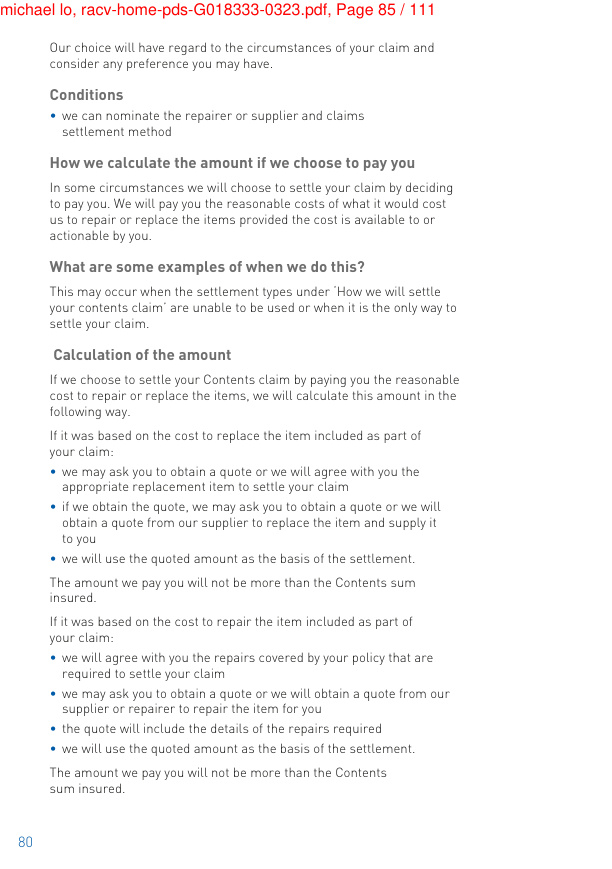 michael lo, racv-home-pds-G018333-0323.pdf, Page 85 / 111
Our choice will have regard to the circumstances of your claim and
consider any preference you may have.
Conditions
• we can nominate the repairer or supplier and claims
settlement method
How we calculate the amount if we choose to pay you
In some circumstances we will choose to settle your claim by deciding
to pay you. We will pay you the reasonable costs of what it would cost
us to repair or replace the items provided the cost is available to or
actionable by you.
What are some examples of when we do this?
This may occur when the settlement types under ‘How we will settle
your contents claim’ are unable to be used or when it is the only way to
settle your claim.
Calculation of the amount
If we choose to settle your Contents claim by paying you the reasonable
cost to repair or replace the items, we will calculate this amount in the
following way.
If it was based on the cost to replace the item included as part of
your claim:
• we may ask you to obtain a quote or we will agree with you the
appropriate replacement item to settle your claim
• if we obtain the quote, we may ask you to obtain a quote or we will
obtain a quote from our supplier to replace the item and supply it
to you
• we will use the quoted amount as the basis of the settlement.
The amount we pay you will not be more than the Contents sum
insured.
If it was based on the cost to repair the item included as part of
your claim:
• we will agree with you the repairs covered by your policy that are
required to settle your claim
• we may ask you to obtain a quote or we will obtain a quote from our
supplier or repairer to repair the item for you
• the quote will include the details of the repairs required
• we will use the quoted amount as the basis of the settlement.
The amount we pay you will not be more than the Contents
sum insured.
80